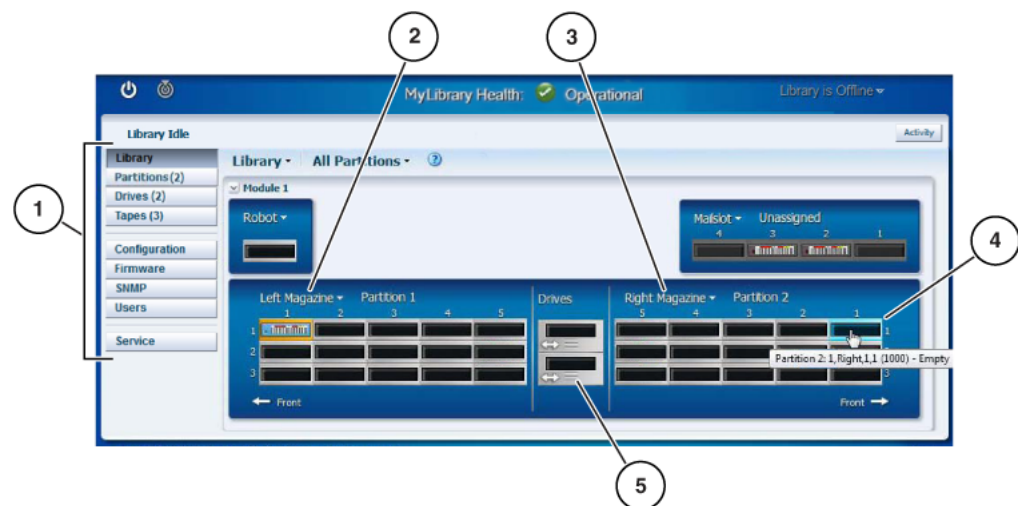 2
3
MyLibrary Health: Operational
Library is Offline
Library Idle
Activity
1
Library
Partitions (2)
Drives (2)
Tapes (3)
Configuration
Firmware
SNMP
Users
Service
Library All Partitions ?
Module 1
Robot
Mailslot Unassigned
4 3 2 1
4
Left Magazine Partition 1
1 2 3 4 5
1
2
3
Front
Drives
Right Magazine Partition 2
5 4 3 2 1
1
Partition 2: 1,Right,1,1 (1000) - Empty
3
Front
5